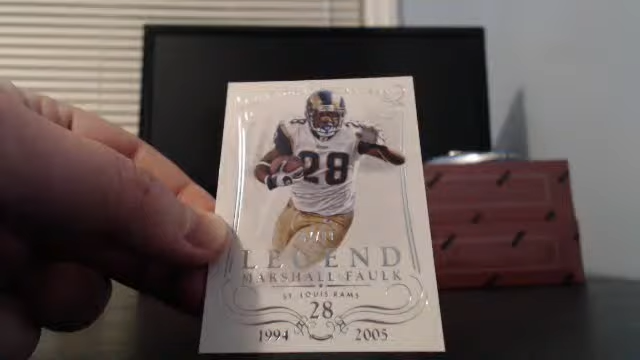 28
LEGEND
MARSHALL FAULK
ST. LOUIS RAMS
28
1994 2005